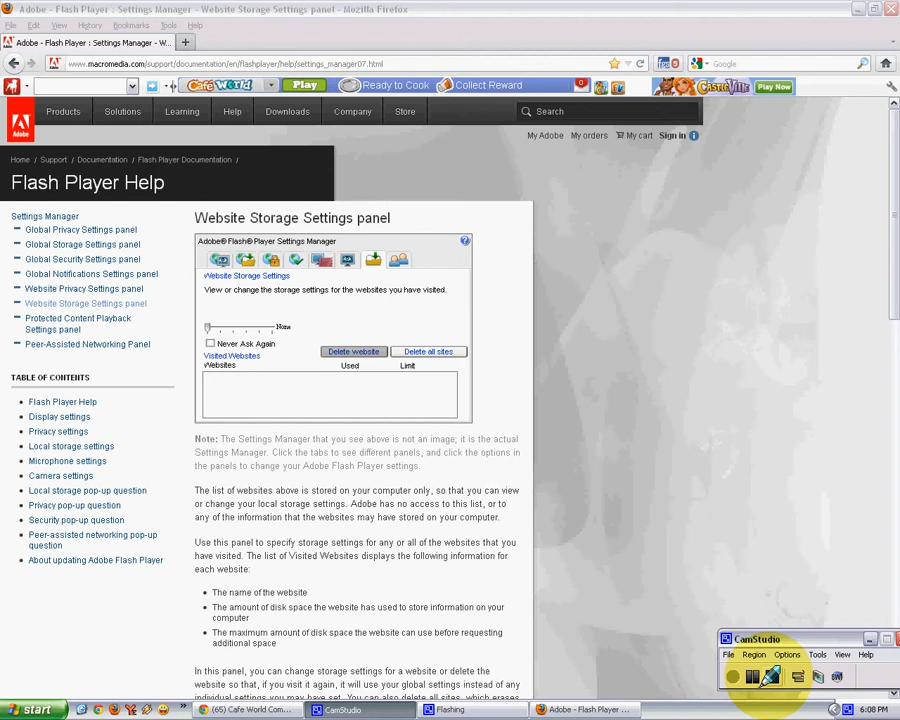 Adobe - Flash Player : Settings Manager - Website Storage Settings panel - Mozilla Firefox
File Edit View History Bookmarks Tools Help
Adobe - Flash Player : Settings Manager - W...
www.macromedia.com/support/documentation/en/flashplayer/help/settings_manager07.html
Google
Café World Play Ready to Cook Collect Reward 0 CASTLEVILLE Play Now
Adobe
Products Solutions Learning Help Downloads Company Store Search
My Adobe My orders My cart Sign in
Home / Support / Documentation / Flash Player Documentation /
Flash Player Help
Settings Manager
Global Privacy Settings panel
Global Storage Settings panel
Global Security Settings panel
Global Notifications Settings panel
Website Privacy Settings panel
Website Storage Settings panel
Protected Content Playback
Settings panel
Peer-Assisted Networking Panel
TABLE OF CONTENTS
Flash Player Help
Display settings
Privacy settings
Local storage settings
Microphone settings
Camera settings
Local storage pop-up question
Privacy pop-up question
Security pop-up question
Peer-assisted networking pop-up
question
About updating Adobe Flash Player
Website Storage Settings panel
Adobe® Flash® Player Settings Manager
Website Storage Settings
View or change the storage settings for the websites you have visited.
None
Never Ask Again
Visited Websites
Delete website Delete all sites
Websites Used Limit
Note: The Settings Manager that you see above is not an image; it is the actual
Settings Manager. Click the tabs to see different panels, and click the options in
the panels to change your Adobe Flash Player settings.
The list of websites above is stored on your computer only, so that you can view
or change your local storage settings. Adobe has no access to this list, or to
any of the information that the websites may have stored on your computer.
Use this panel to specify storage settings for any or all of the websites that you
have visited. The list of Visited Websites displays the following information for
each website:
The name of the website
The amount of disk space the website has used to store information on your
computer
The maximum amount of disk space the website can use before requesting
additional space
In this panel, you can change storage settings for a website or delete the
website so that, if you visit it again, it will use your global settings instead of any
individual settings you may have set. You can also delete all sites, which erases
CamStudio
File Region Options Tools View Help
start (65) Cafe World Com... CamStudio Flashing Adobe - Flash Player ... 6:08 PM